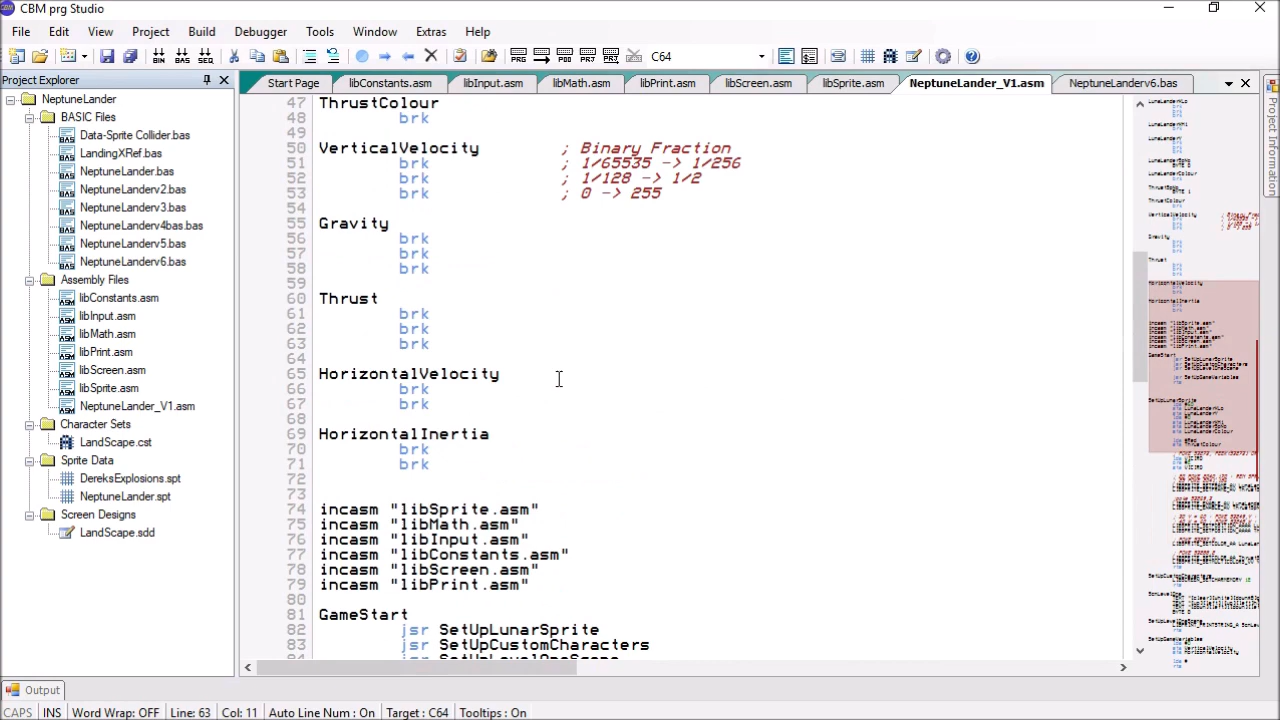 CBM prg Studio
File Edit View Search Project Build Debugger Tools Window Extras Help
C64
Project Explorer
NeptuneLander
BASIC Files
Data-Sprite Collider.bas
LandingXRef.bas
NeptuneLander.bas
NeptuneLanderv2.bas
NeptuneLanderv3.bas
NeptuneLanderv4bas.bas
NeptuneLanderv5.bas
NeptuneLanderv6.bas
Assembly Files
libConstants.asm
libInput.asm
libMath.asm
libPrint.asm
libScreen.asm
libSprite.asm
NeptuneLander_V1.asm
Character Sets
LandScape.cst
Sprite Data
DereksExplosions.spt
NeptuneLander.spt
Screen Designs
LandScape.sdd
Start Page libConstants.asm libInput.asm libMath.asm libPrint.asm libScreen.asm libSprite.asm NeptuneLander_V1.asm NeptuneLanderv6.bas
47 ThrustColour
48 brk
49
50 VerticalVelocity ; Binary Fraction
51 brk ; 1/65535 -> 1/256
52 brk ; 1/128 -> 1/2
53 brk ; 0 -> 255
54
55 Gravity
56 brk
57 brk
58 brk
59
60 Thrust
61 brk
62 brk
63 brk
64
65 HorizontalVelocity
66 brk
67 brk
68
69 HorizontalInertia
70 brk
71 brk
72
73
74 incasm "libSprite.asm"
75 incasm "libMath.asm"
76 incasm "libInput.asm"
77 incasm "libConstants.asm"
78 incasm "libScreen.asm"
79 incasm "libPrint.asm"
80
81 GameStart
82 jsr SetUpLunarSprite
83 jsr SetUpCustomCharacters
84 jsr SetUpLevelOneScene
Project Information
Output
CAPS INS Word Wrap: OFF Line: 63 Col: 11 Auto Line Num : On Target : C64 Tooltips : On